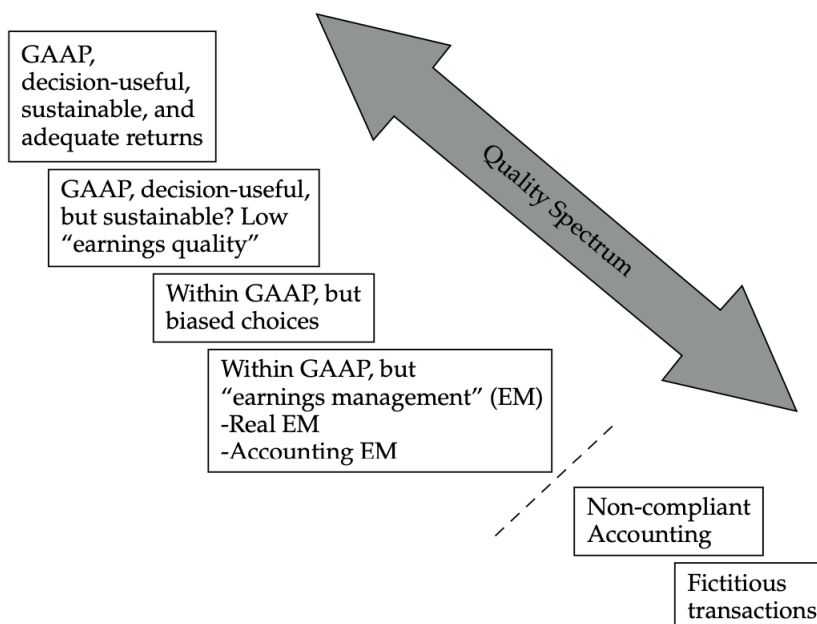 GAAP,
decision-useful,
sustainable, and
adequate returns
GAAP, decision-useful,
but sustainable? Low
“earnings quality”
Within GAAP, but
biased choices
Within GAAP, but
“earnings management” (EM)
-Real EM
-Accounting EM
Quality Spectrum
Non-compliant
Accounting
Fictitious
transactions